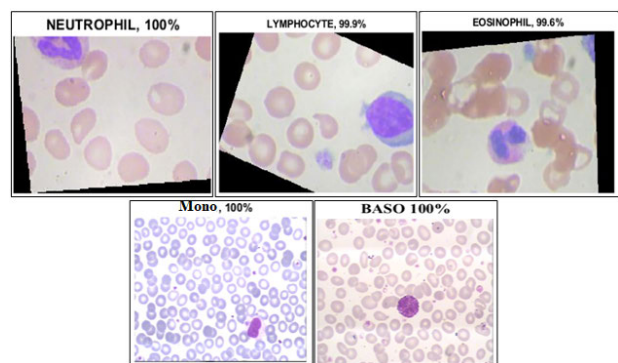 NEUTROPHIL, 100%
LYMPHOCYTE, 99.9%
EOSINOPHIL, 99.6%
Mono, 100%
BASO 100%